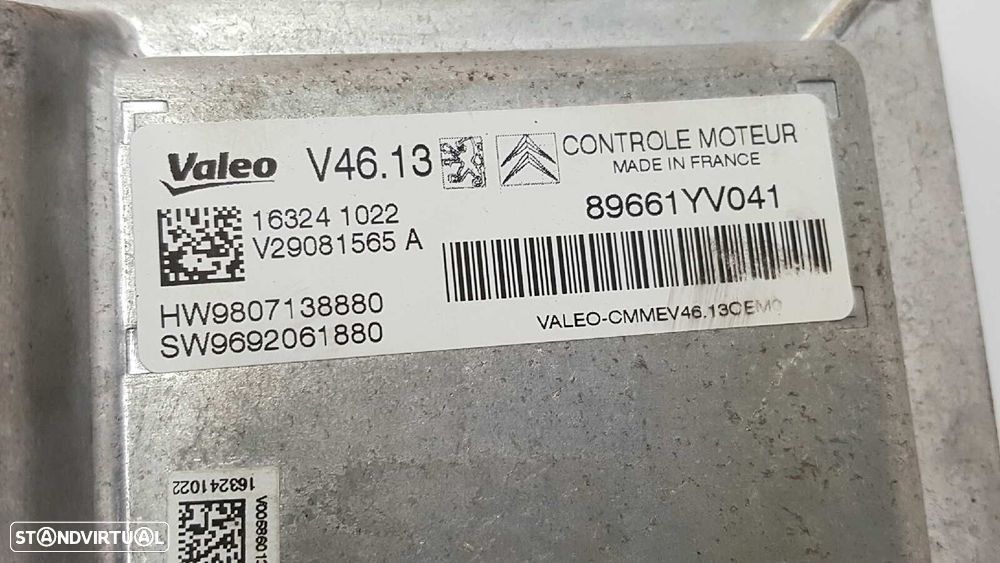 Valeo V46.13
CONTROLE MOTEUR
MADE IN FRANCE
16324 1022
V29081565 A
89661YV041
HW9807138880
SW9692061880
VALEO-CMMEV46.13CEM0
163241022
STANDVIRTUAL